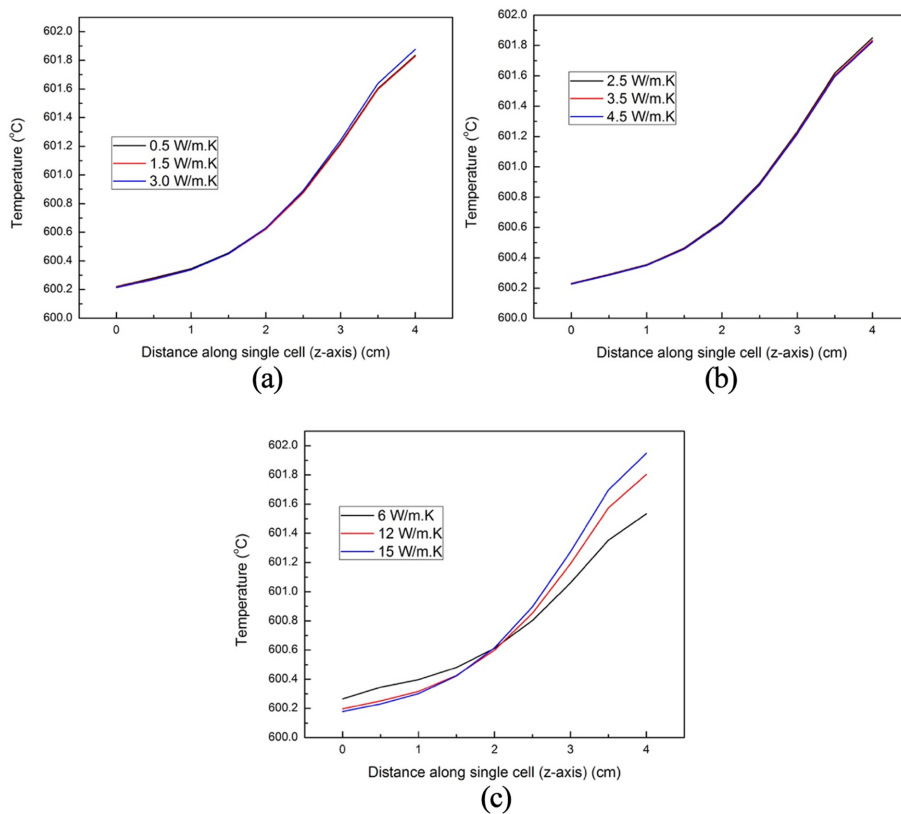 (a)
602.0
601.8
601.6
601.4
601.2
601.0
600.8
600.6
600.4
600.2
600.0
Temperature (°C)
0.5 W/m.K
1.5 W/m.K
3.0 W/m.K
0 1 2 3 4
Distance along single cell (z-axis) (cm)
(a)
(b)
602.0
601.8
601.6
601.4
601.2
601.0
600.8
600.6
600.4
600.2
600.0
Temperature (°C)
2.5 W/m.K
3.5 W/m.K
4.5 W/m.K
0 1 2 3 4
Distance along single cell (z-axis) (cm)
(b)
602.0
601.8
601.6
601.4
601.2
601.0
600.8
600.6
600.4
600.2
600.0
Temperature (°C)
6 W/m.K
12 W/m.K
15 W/m.K
0 1 2 3 4
Distance along single cell (z-axis) (cm)
(c)